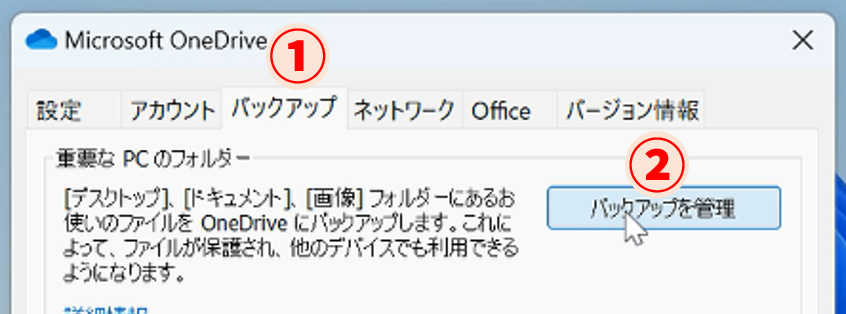 Microsoft OneDrive
①
設定 アカウント バックアップ ネットワーク Office バージョン情報
重要な PC のフォルダー
②
[デスクトップ]、[ドキュメント]、[画像] フォルダーにあるお
使いのファイルを OneDrive にバックアップします。これに
よって、ファイルが保護され、他のデバイスでも利用できる
ようになります。
バックアップを管理